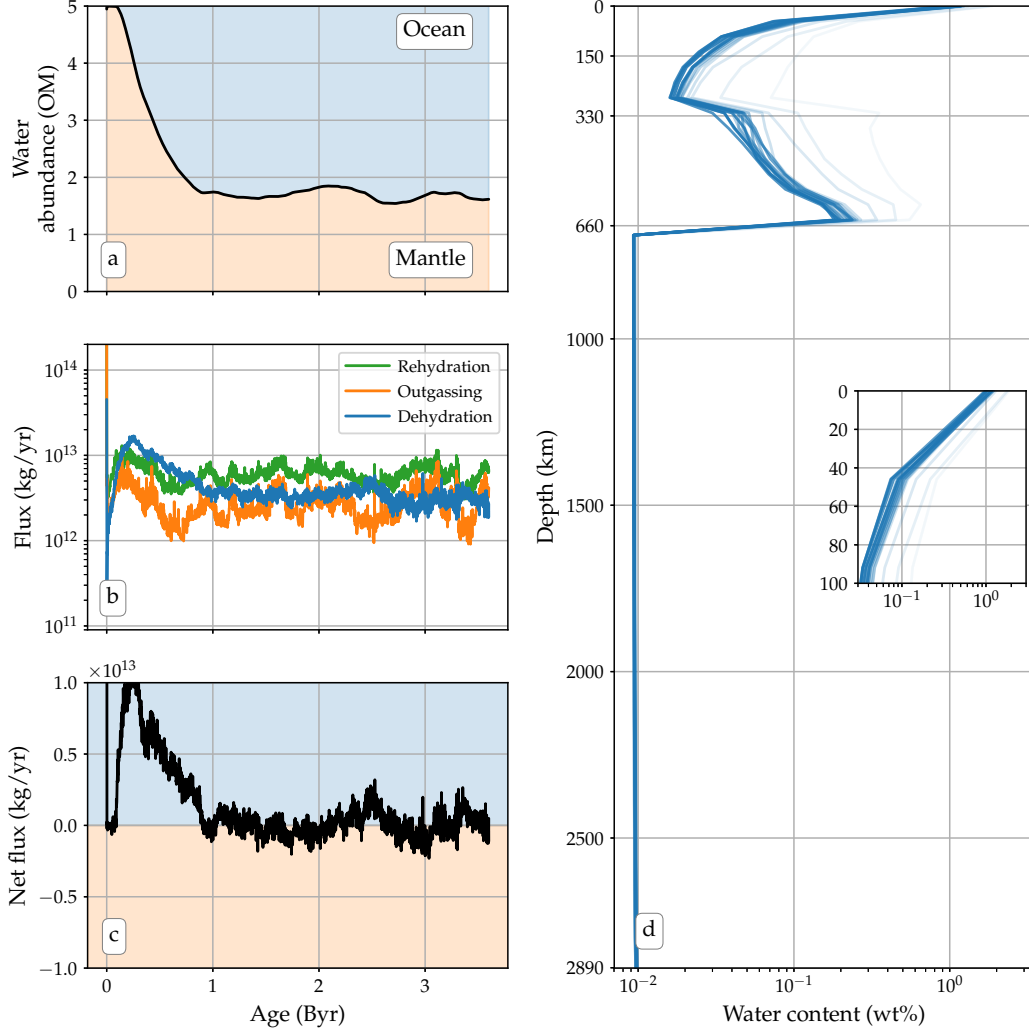 5
4
3
2
1
0
Water
abundance (OM)
Ocean
Mantle
a
10^14
10^13
10^12
10^11
Flux (kg/yr)
Rehydration
Outgassing
Dehydration
b
×10^13
1.0
0.5
0.0
−0.5
−1.0
Net flux (kg/yr)
c
0 1 2 3
Age (Byr)
0
150
330
660
1000
1500
2000
2500
2890
Depth (km)
0
20
40
60
80
100
10^−1 10^0
d
10^−2 10^−1 10^0
Water content (wt%)